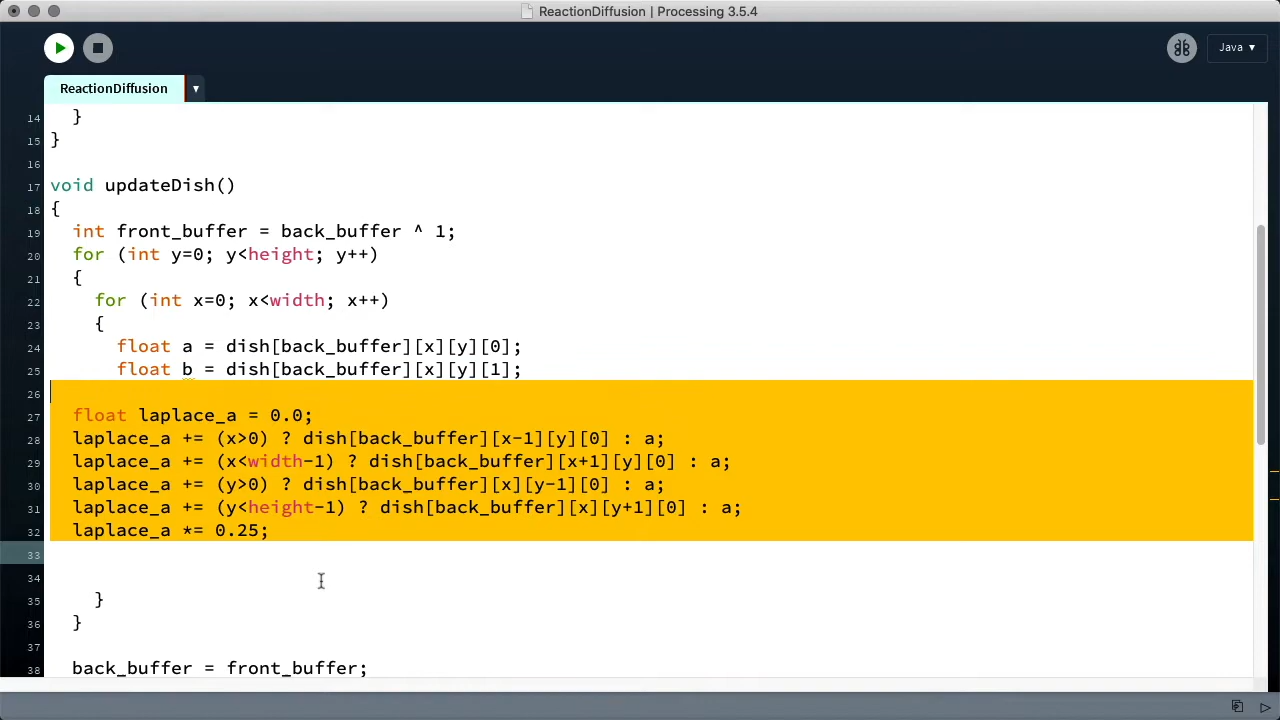 ReactionDiffusion | Processing 3.5.4
Java ▼
ReactionDiffusion ▼
14 }
15 }
16
17 void updateDish()
18 {
19 int front_buffer = back_buffer ^ 1;
20 for (int y=0; y<height; y++)
21 {
22 for (int x=0; x<width; x++)
23 {
24 float a = dish[back_buffer][x][y][0];
25 float b = dish[back_buffer][x][y][1];
26
27 float laplace_a = 0.0;
28 laplace_a += (x>0) ? dish[back_buffer][x-1][y][0] : a;
29 laplace_a += (x<width-1) ? dish[back_buffer][x+1][y][0] : a;
30 laplace_a += (y>0) ? dish[back_buffer][x][y-1][0] : a;
31 laplace_a += (y<height-1) ? dish[back_buffer][x][y+1][0] : a;
32 laplace_a *= 0.25;
33
34
35 }
36 }
37
38 back_buffer = front_buffer;